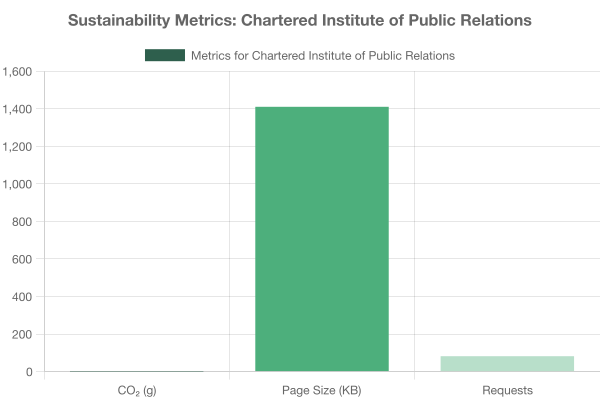 Sustainability Metrics: Chartered Institute of Public Relations
Metrics for Chartered Institute of Public Relations
1,600
1,400
1,200
1,000
800
600
400
200
0
CO₂ (g)
Page Size (KB)
Requests